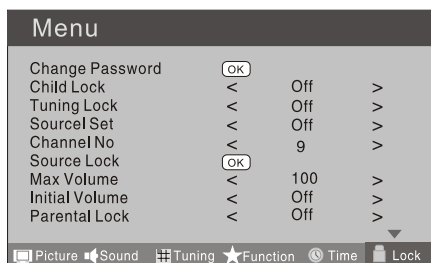 Menu
Change Password OK
Child Lock < Off >
Tuning Lock < Off >
Sourcel Set < Off >
Channel No < 9 >
Source Lock OK
Max Volume < 100 >
Initial Volume < Off >
Parental Lock < Off >
Picture Sound Tuning Function Time Lock